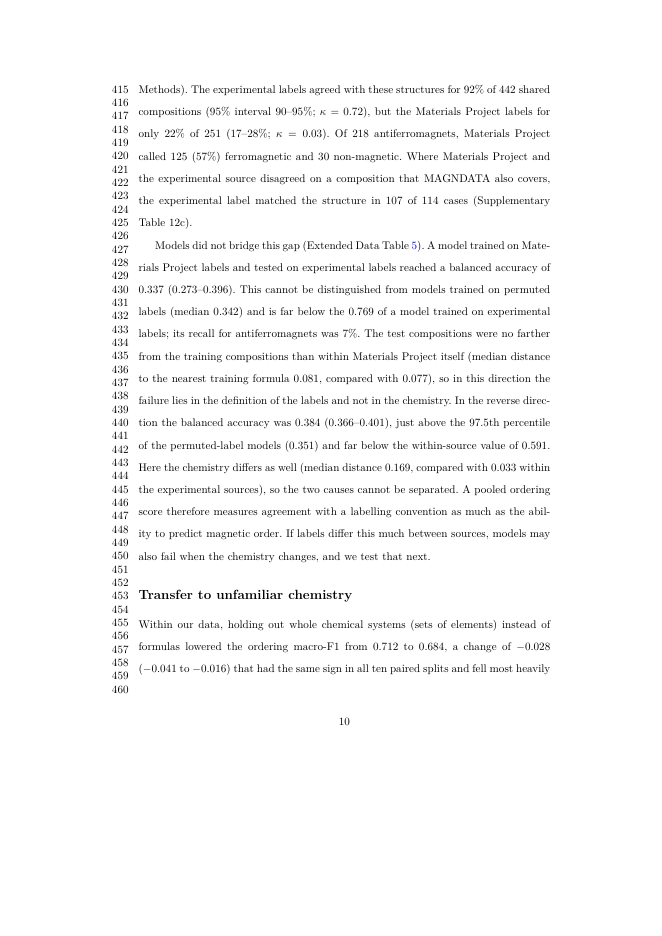 415 Methods). The experimental labels agreed with these structures for 92% of 442 shared
416
417 compositions (95% interval 90–95%; κ = 0.72), but the Materials Project labels for
418 only 22% of 251 (17–28%; κ = 0.03). Of 218 antiferromagnets, Materials Project
419
420 called 125 (57%) ferromagnetic and 30 non-magnetic. Where Materials Project and
421
422 the experimental source disagreed on a composition that MAGNDATA also covers,
423 the experimental label matched the structure in 107 of 114 cases (Supplementary
424
425 Table 12c).
426
427 Models did not bridge this gap (Extended Data Table 5). A model trained on Mate-
428 rials Project labels and tested on experimental labels reached a balanced accuracy of
429
430 0.337 (0.273–0.396). This cannot be distinguished from models trained on permuted
431
432 labels (median 0.342) and is far below the 0.769 of a model trained on experimental
433 labels; its recall for antiferromagnets was 7%. The test compositions were no farther
434
435 from the training compositions than within Materials Project itself (median distance
436
437 to the nearest training formula 0.081, compared with 0.077), so in this direction the
438 failure lies in the definition of the labels and not in the chemistry. In the reverse direc-
439
440 tion the balanced accuracy was 0.384 (0.366–0.401), just above the 97.5th percentile
441
442 of the permuted-label models (0.351) and far below the within-source value of 0.591.
443 Here the chemistry differs as well (median distance 0.169, compared with 0.033 within
444
445 the experimental sources), so the two causes cannot be separated. A pooled ordering
446
447 score therefore measures agreement with a labelling convention as much as the abil-
448 ity to predict magnetic order. If labels differ this much between sources, models may
449
450 also fail when the chemistry changes, and we test that next.
451
452
453 Transfer to unfamiliar chemistry
454
455 Within our data, holding out whole chemical systems (sets of elements) instead of
456
457 formulas lowered the ordering macro-F1 from 0.712 to 0.684, a change of −0.028
458 (−0.041 to −0.016) that had the same sign in all ten paired splits and fell most heavily
459
460
10